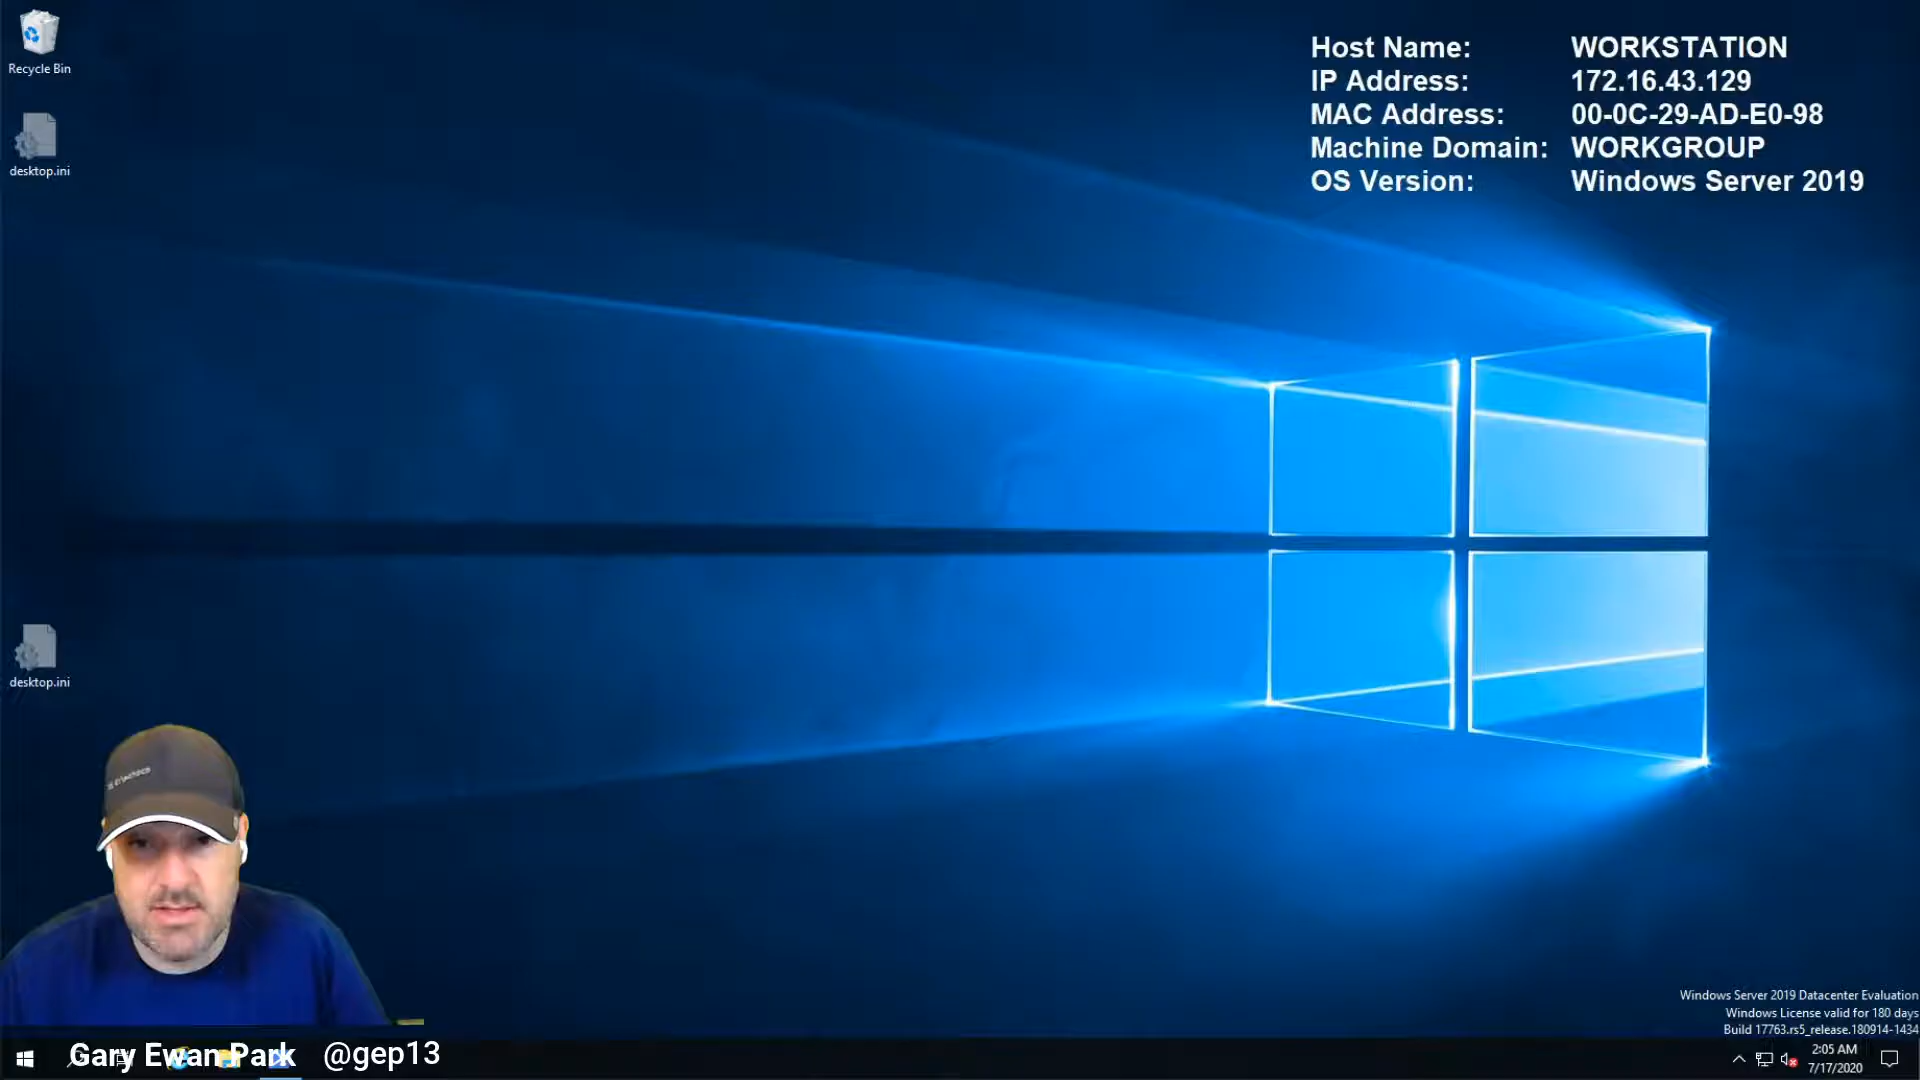 Recycle Bin
desktop.ini
Host Name: WORKSTATION
IP Address: 172.16.43.129
MAC Address: 00-0C-29-AD-E0-98
Machine Domain: WORKGROUP
OS Version: Windows Server 2019
desktop.ini
Windows Server 2019 Datacenter Evaluation
Windows License valid for 180 days
Build 17763.rs5_release.180914-1434
Gary Ewan Park @gep13
2:05 AM
7/17/2020